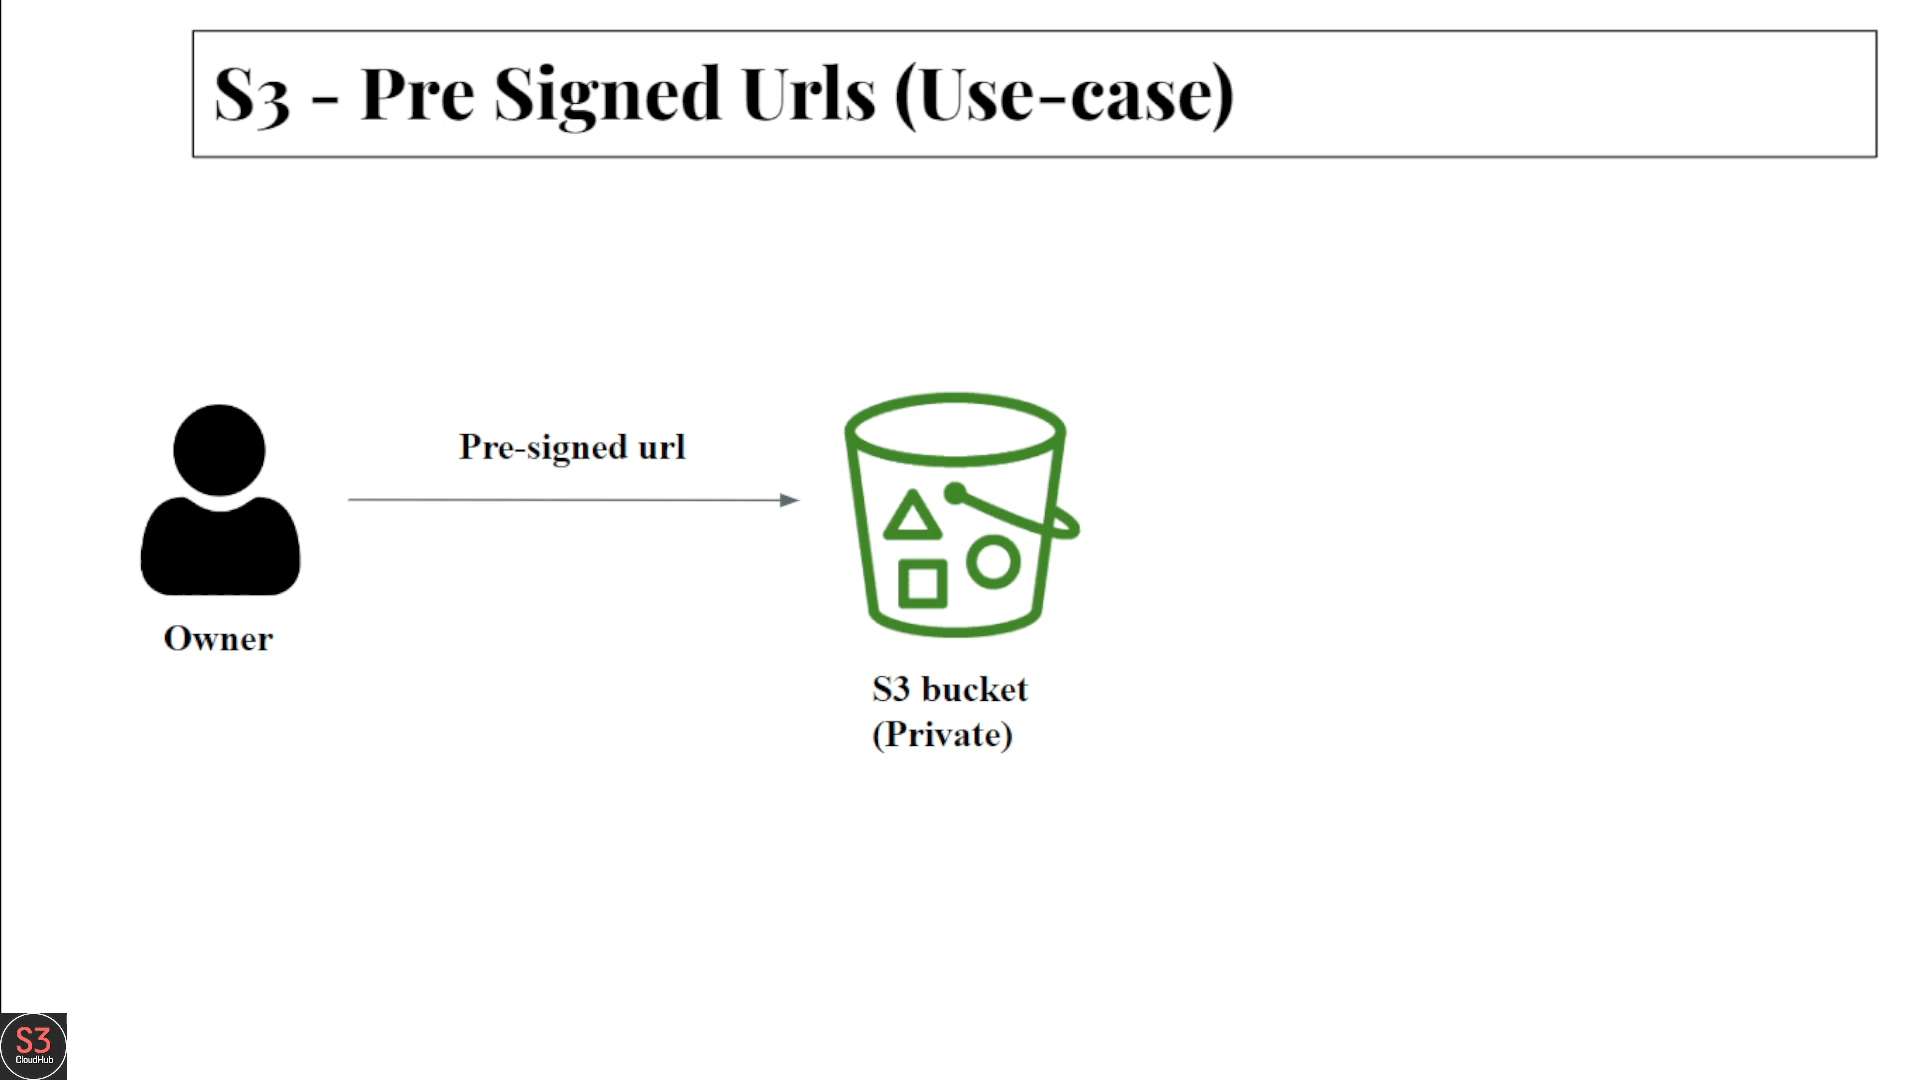 S3 - Pre Signed Urls (Use-case)
Pre-signed url
Owner
S3 bucket
(Private)
S3
CloudHub